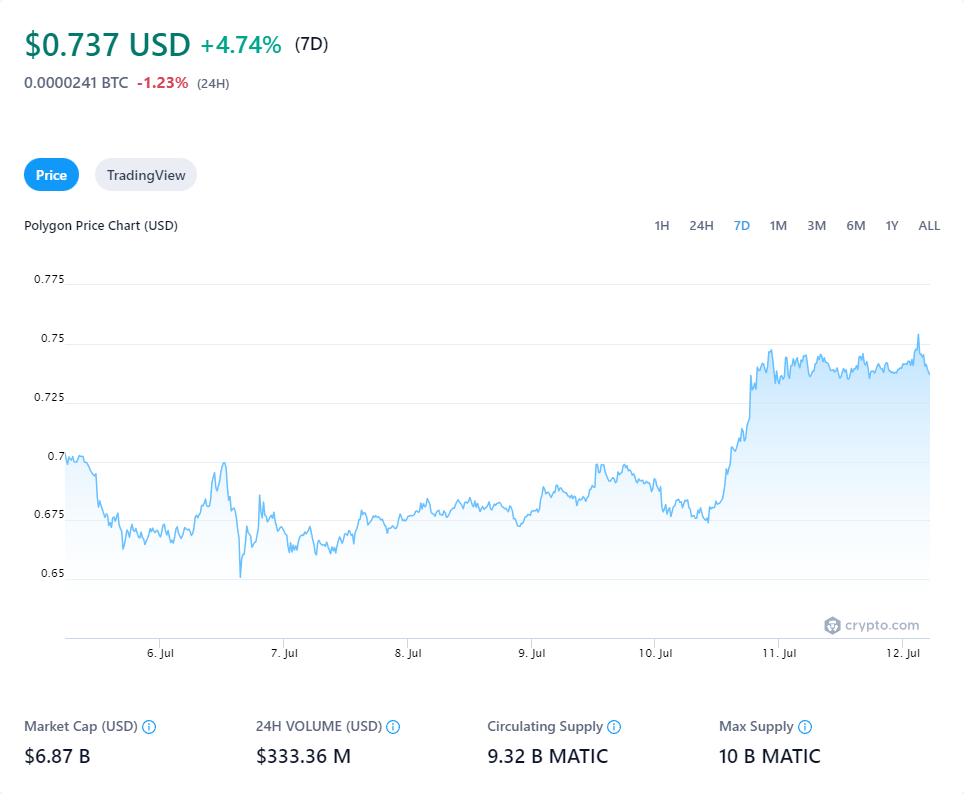 $0.737 USD +4.74% (7D)
0.0000241 BTC -1.23% (24H)
Price TradingView
Polygon Price Chart (USD) 1H 24H 7D 1M 3M 6M 1Y ALL
0.775
0.75
0.725
0.7
0.675
0.65
crypto.com
6. Jul 7. Jul 8. Jul 9. Jul 10. Jul 11. Jul 12. Jul
Market Cap (USD) 24H VOLUME (USD) Circulating Supply Max Supply
$6.87 B $333.36 M 9.32 B MATIC 10 B MATIC